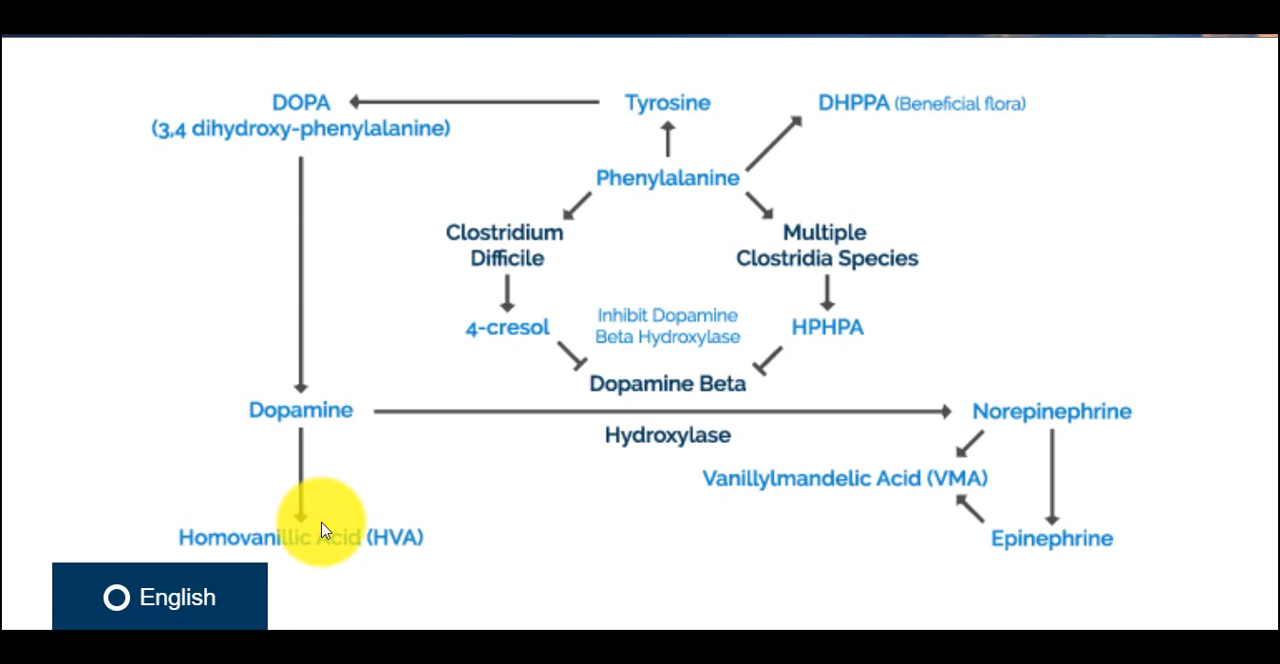 DOPA
(3,4 dihydroxy-phenylalanine)
Tyrosine
DHPPA (Beneficial flora)
Phenylalanine
Clostridium
Difficile
Multiple
Clostridia Species
4-cresol
Inhibit Dopamine
Beta Hydroxylase
HPHPA
Dopamine Beta
Dopamine
Norepinephrine
Hydroxylase
Vanillylmandelic Acid (VMA)
Homovanillic Acid (HVA)
Epinephrine
English